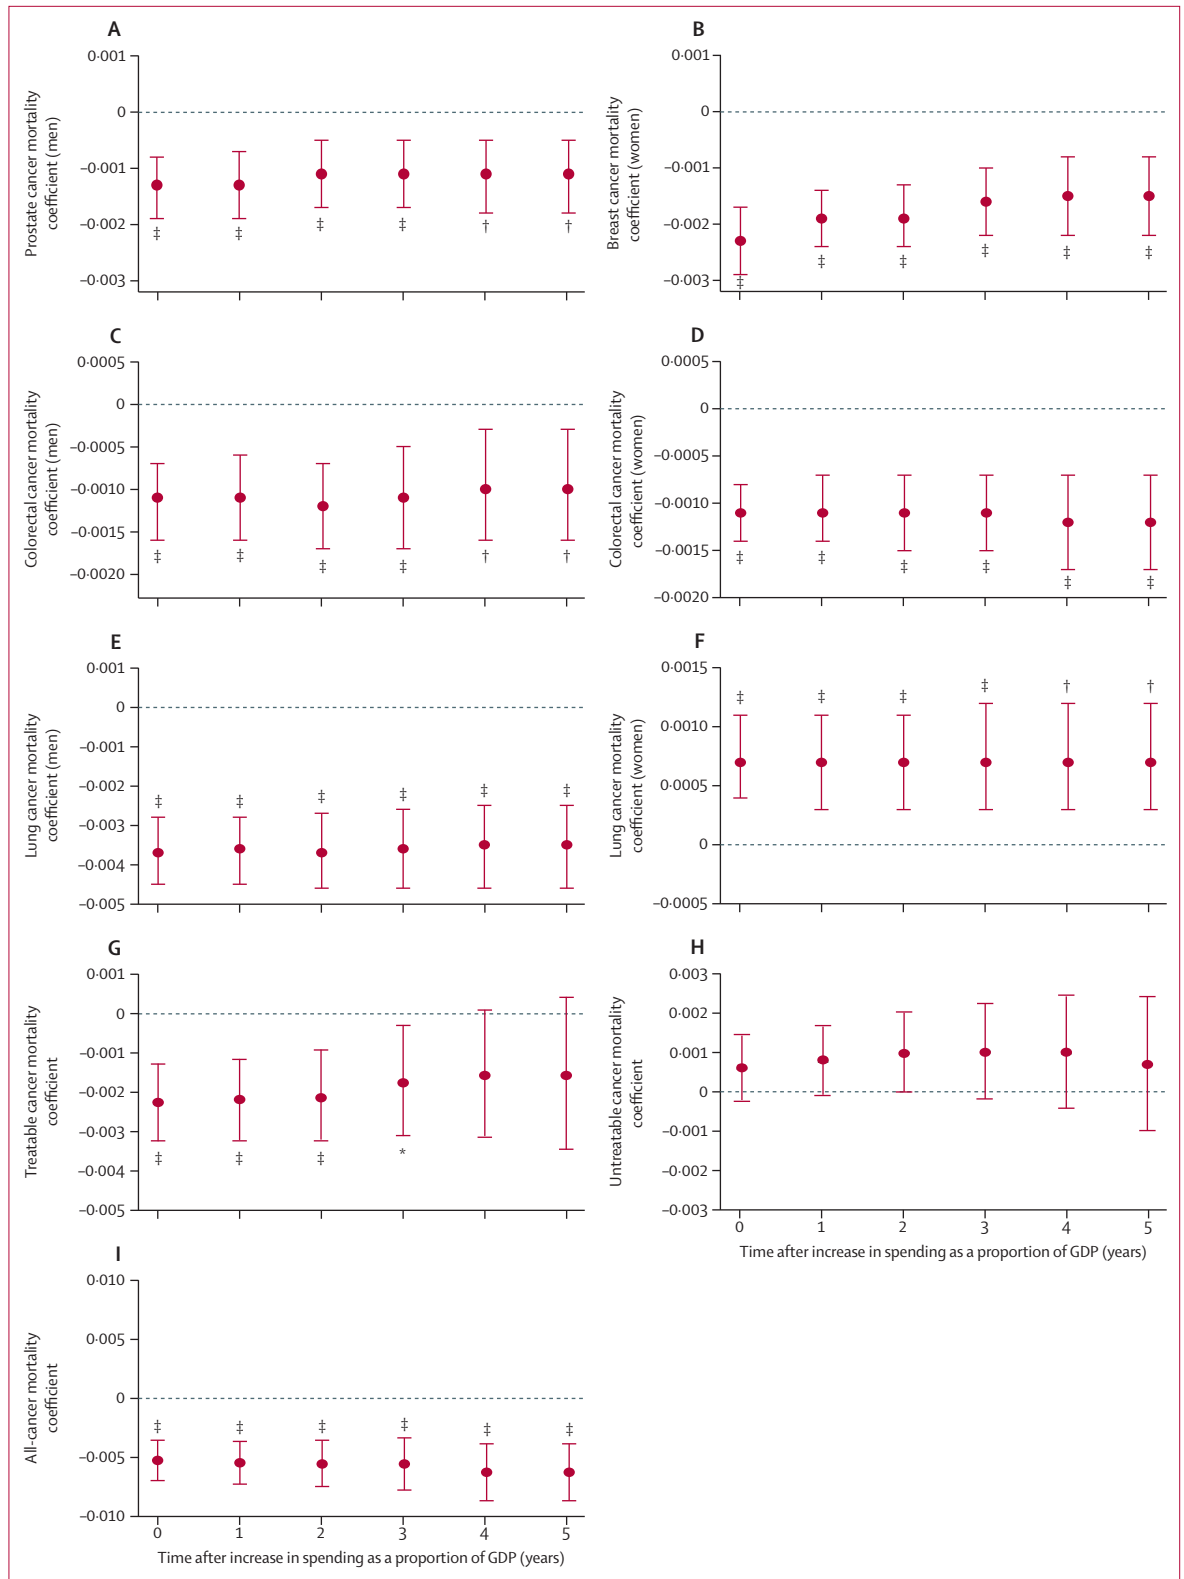 A
0·001
0
–0·001
–0·002
–0·003
Prostate cancer mortality
coefficient (men)
‡ ‡ ‡ ‡ † †
B
0·001
0
–0·001
–0·002
–0·003
Breast cancer mortality
coefficient (women)
‡ ‡ ‡ ‡ ‡ ‡
C
0·0005
0
–0·0005
–0·0010
–0·0015
–0·0020
Colorectal cancer mortality
coefficient (men)
‡ ‡ ‡ ‡ † †
D
0·0005
0
–0·0005
–0·0010
–0·0015
–0·0020
Colorectal cancer mortality
coefficient (women)
‡ ‡ ‡ ‡ ‡ ‡
E
0·001
0
–0·001
–0·002
–0·003
–0·004
–0·005
Lung cancer mortality
coefficient (men)
‡ ‡ ‡ ‡ ‡ ‡
F
0·0015
0·0010
0·0005
0
–0·0005
Lung cancer mortality
coefficient (women)
‡ ‡ ‡ ‡ † †
G
0·001
0
–0·001
–0·002
–0·003
–0·004
–0·005
Treatable cancer mortality
coefficient
‡ ‡ ‡ *
H
0·003
0·002
0·001
0
–0·001
–0·002
–0·003
Untreatable cancer mortality
coefficient
0 1 2 3 4 5
Time after increase in spending as a proportion of GDP (years)
I
0·010
0·005
0
–0·005
–0·010
All-cancer mortality
coefficient
‡ ‡ ‡ ‡ ‡ ‡
0 1 2 3 4 5
Time after increase in spending as a proportion of GDP (years)